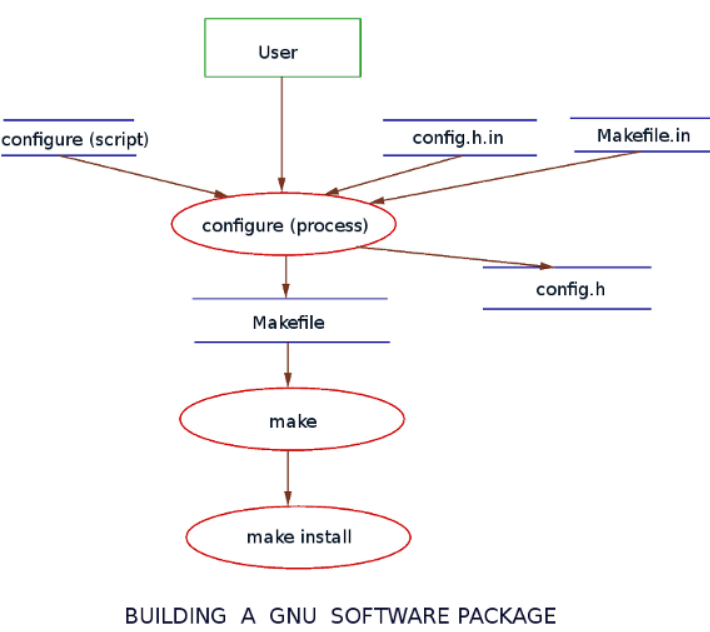 User
configure (script)
config.h.in
Makefile.in
configure (process)
config.h
Makefile
make
make install
BUILDING A GNU SOFTWARE PACKAGE